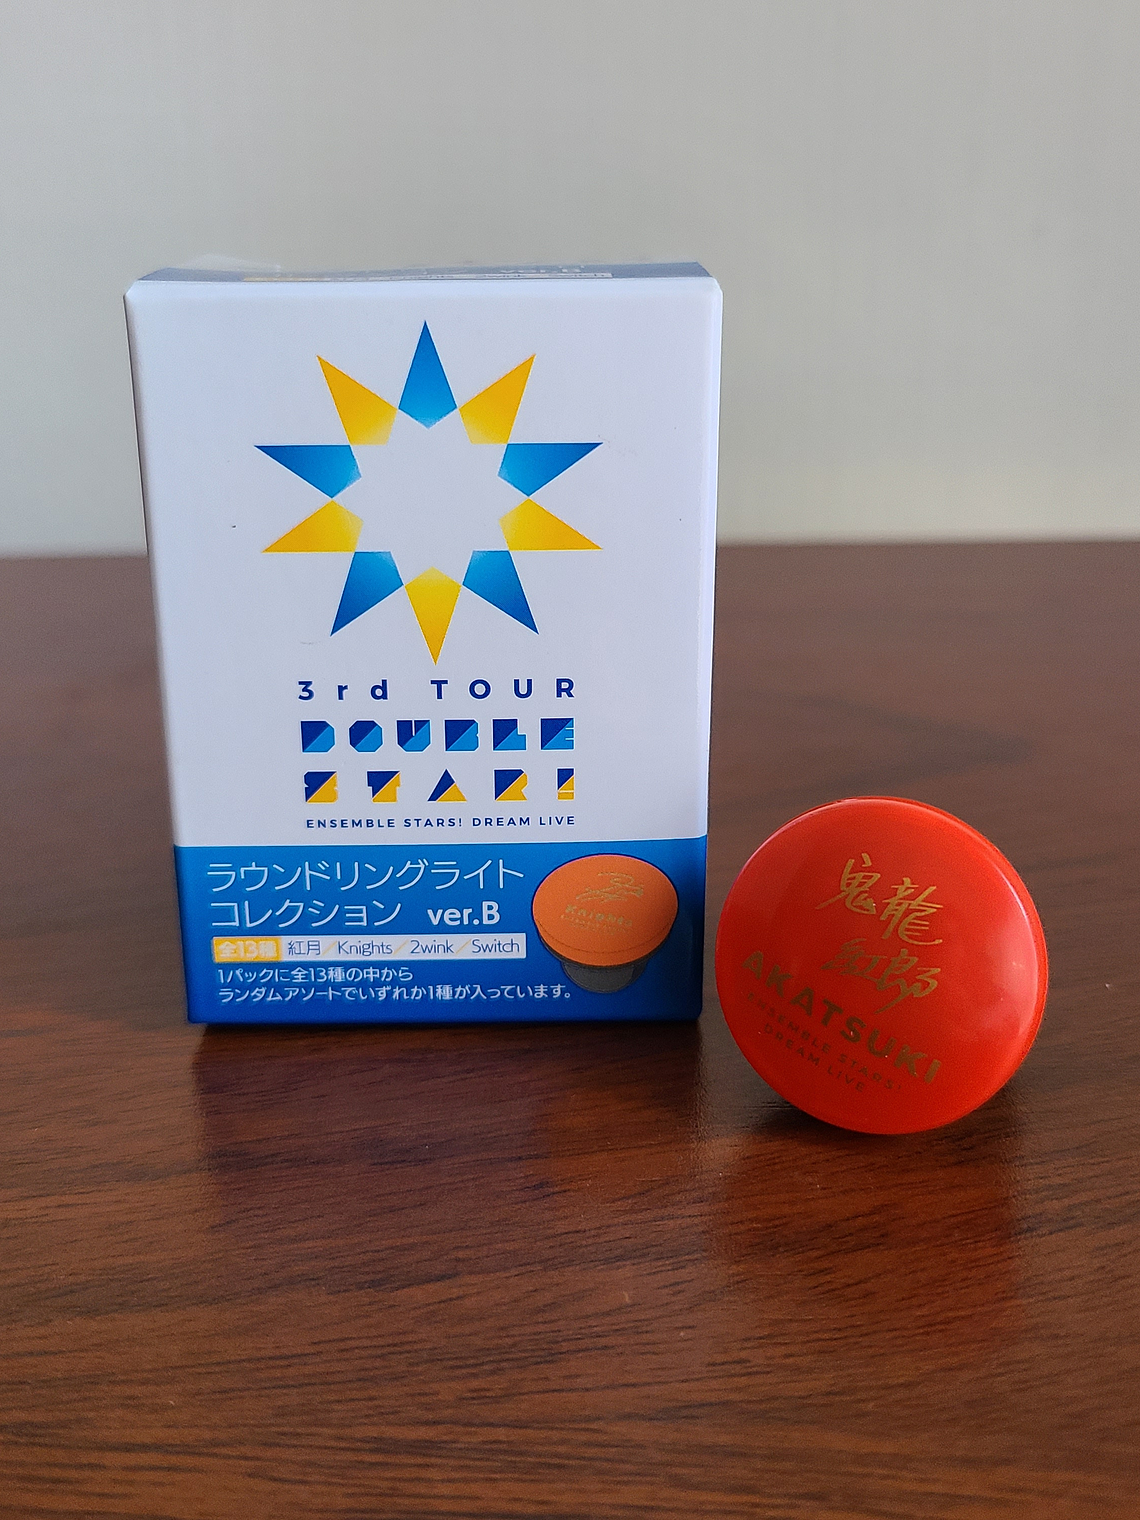 3rd TOUR
DOUBLE
STAR!
ENSEMBLE STARS! DREAM LIVE
ラウンドリングライト
コレクション ver.B
全13種 紅月/Knights/2wink/Switch
1パックに全13種の中から
ランダムアソートでいずれか1種が入っています。
鬼龍
紅郎
AKATSUKI
ENSEMBLE STARS!
DREAM LIVE